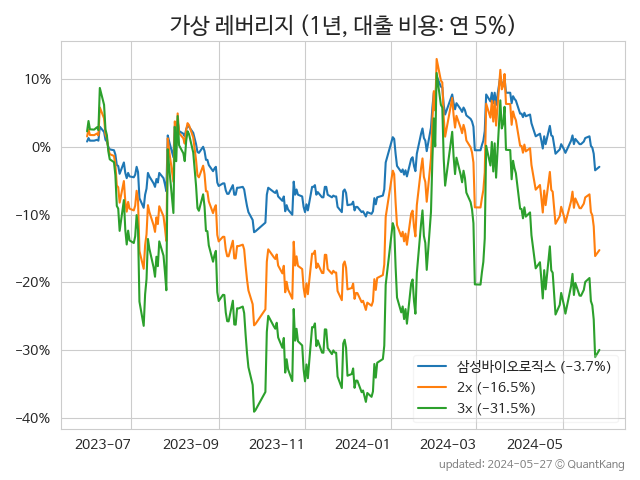 가상 레버리지 (1년, 대출 비용: 연 5%)
10%
0%
−10%
−20%
−30%
−40%
삼성바이오로직스 (−3.7%)
2x (−16.5%)
3x (−31.5%)
2023-07 2023-09 2023-11 2024-01 2024-03 2024-05
updated: 2024-05-27 © QuantKang